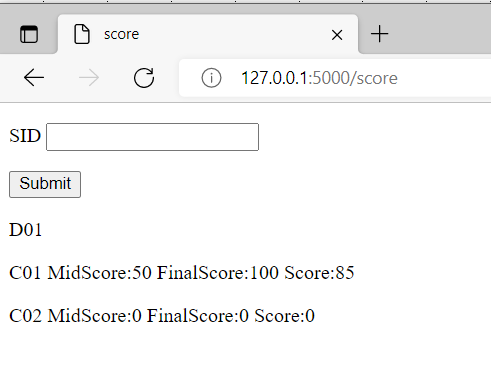 score
127.0.0.1:5000/score
SID
Submit
D01
C01 MidScore:50 FinalScore:100 Score:85
C02 MidScore:0 FinalScore:0 Score:0